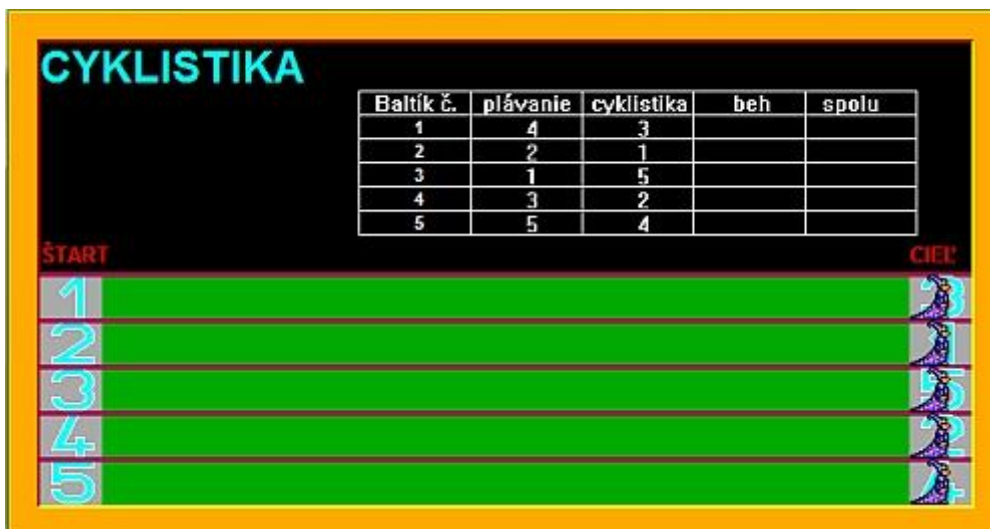 CYKLISTIKA
Baltík č. plávanie cyklistika beh spolu
1 4 3
2 2 1
3 1 5
4 3 2
5 5 4
ŠTART CIEĽ
1 3
2 1
3 5
4 2
5 4